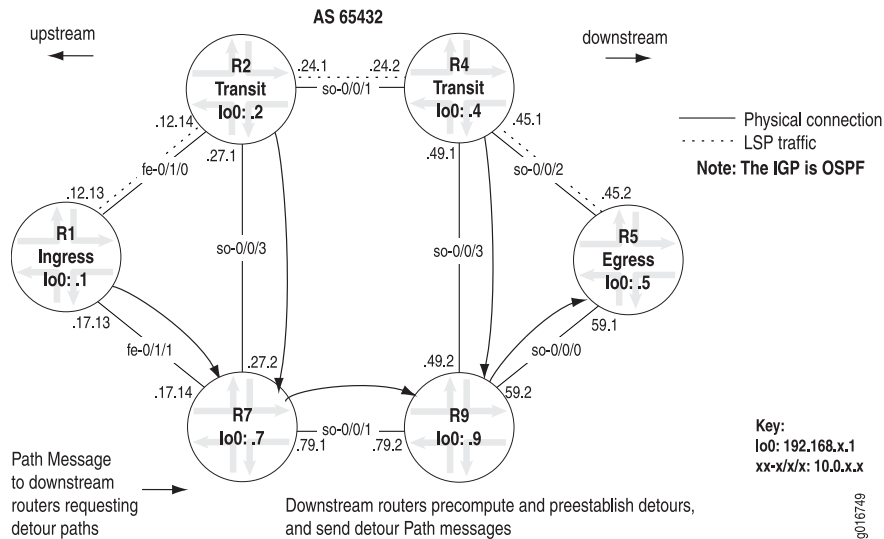 AS 65432
upstream
downstream
R2
Transit
lo0: .2
.24.1
.24.2
so-0/0/1
R4
Transit
lo0: .4
.12.14
.27.1
.49.1
.45.1
fe-0/1/0
so-0/0/2
.12.13
.45.2
Physical connection
LSP traffic
Note: The IGP is OSPF
R1
Ingress
lo0: .1
so-0/0/3
so-0/0/3
R5
Egress
lo0: .5
.17.13
59.1
fe-0/1/1
so-0/0/0
.27.2
.49.2
.17.14
59.2
R7
lo0: .7
so-0/0/1
.79.1
.79.2
R9
lo0: .9
Key:
lo0: 192.168.x.1
xx-x/x/x: 10.0.x.x
Path Message
to downstream
routers requesting
detour paths
Downstream routers precompute and preestablish detours,
and send detour Path messages
g016749